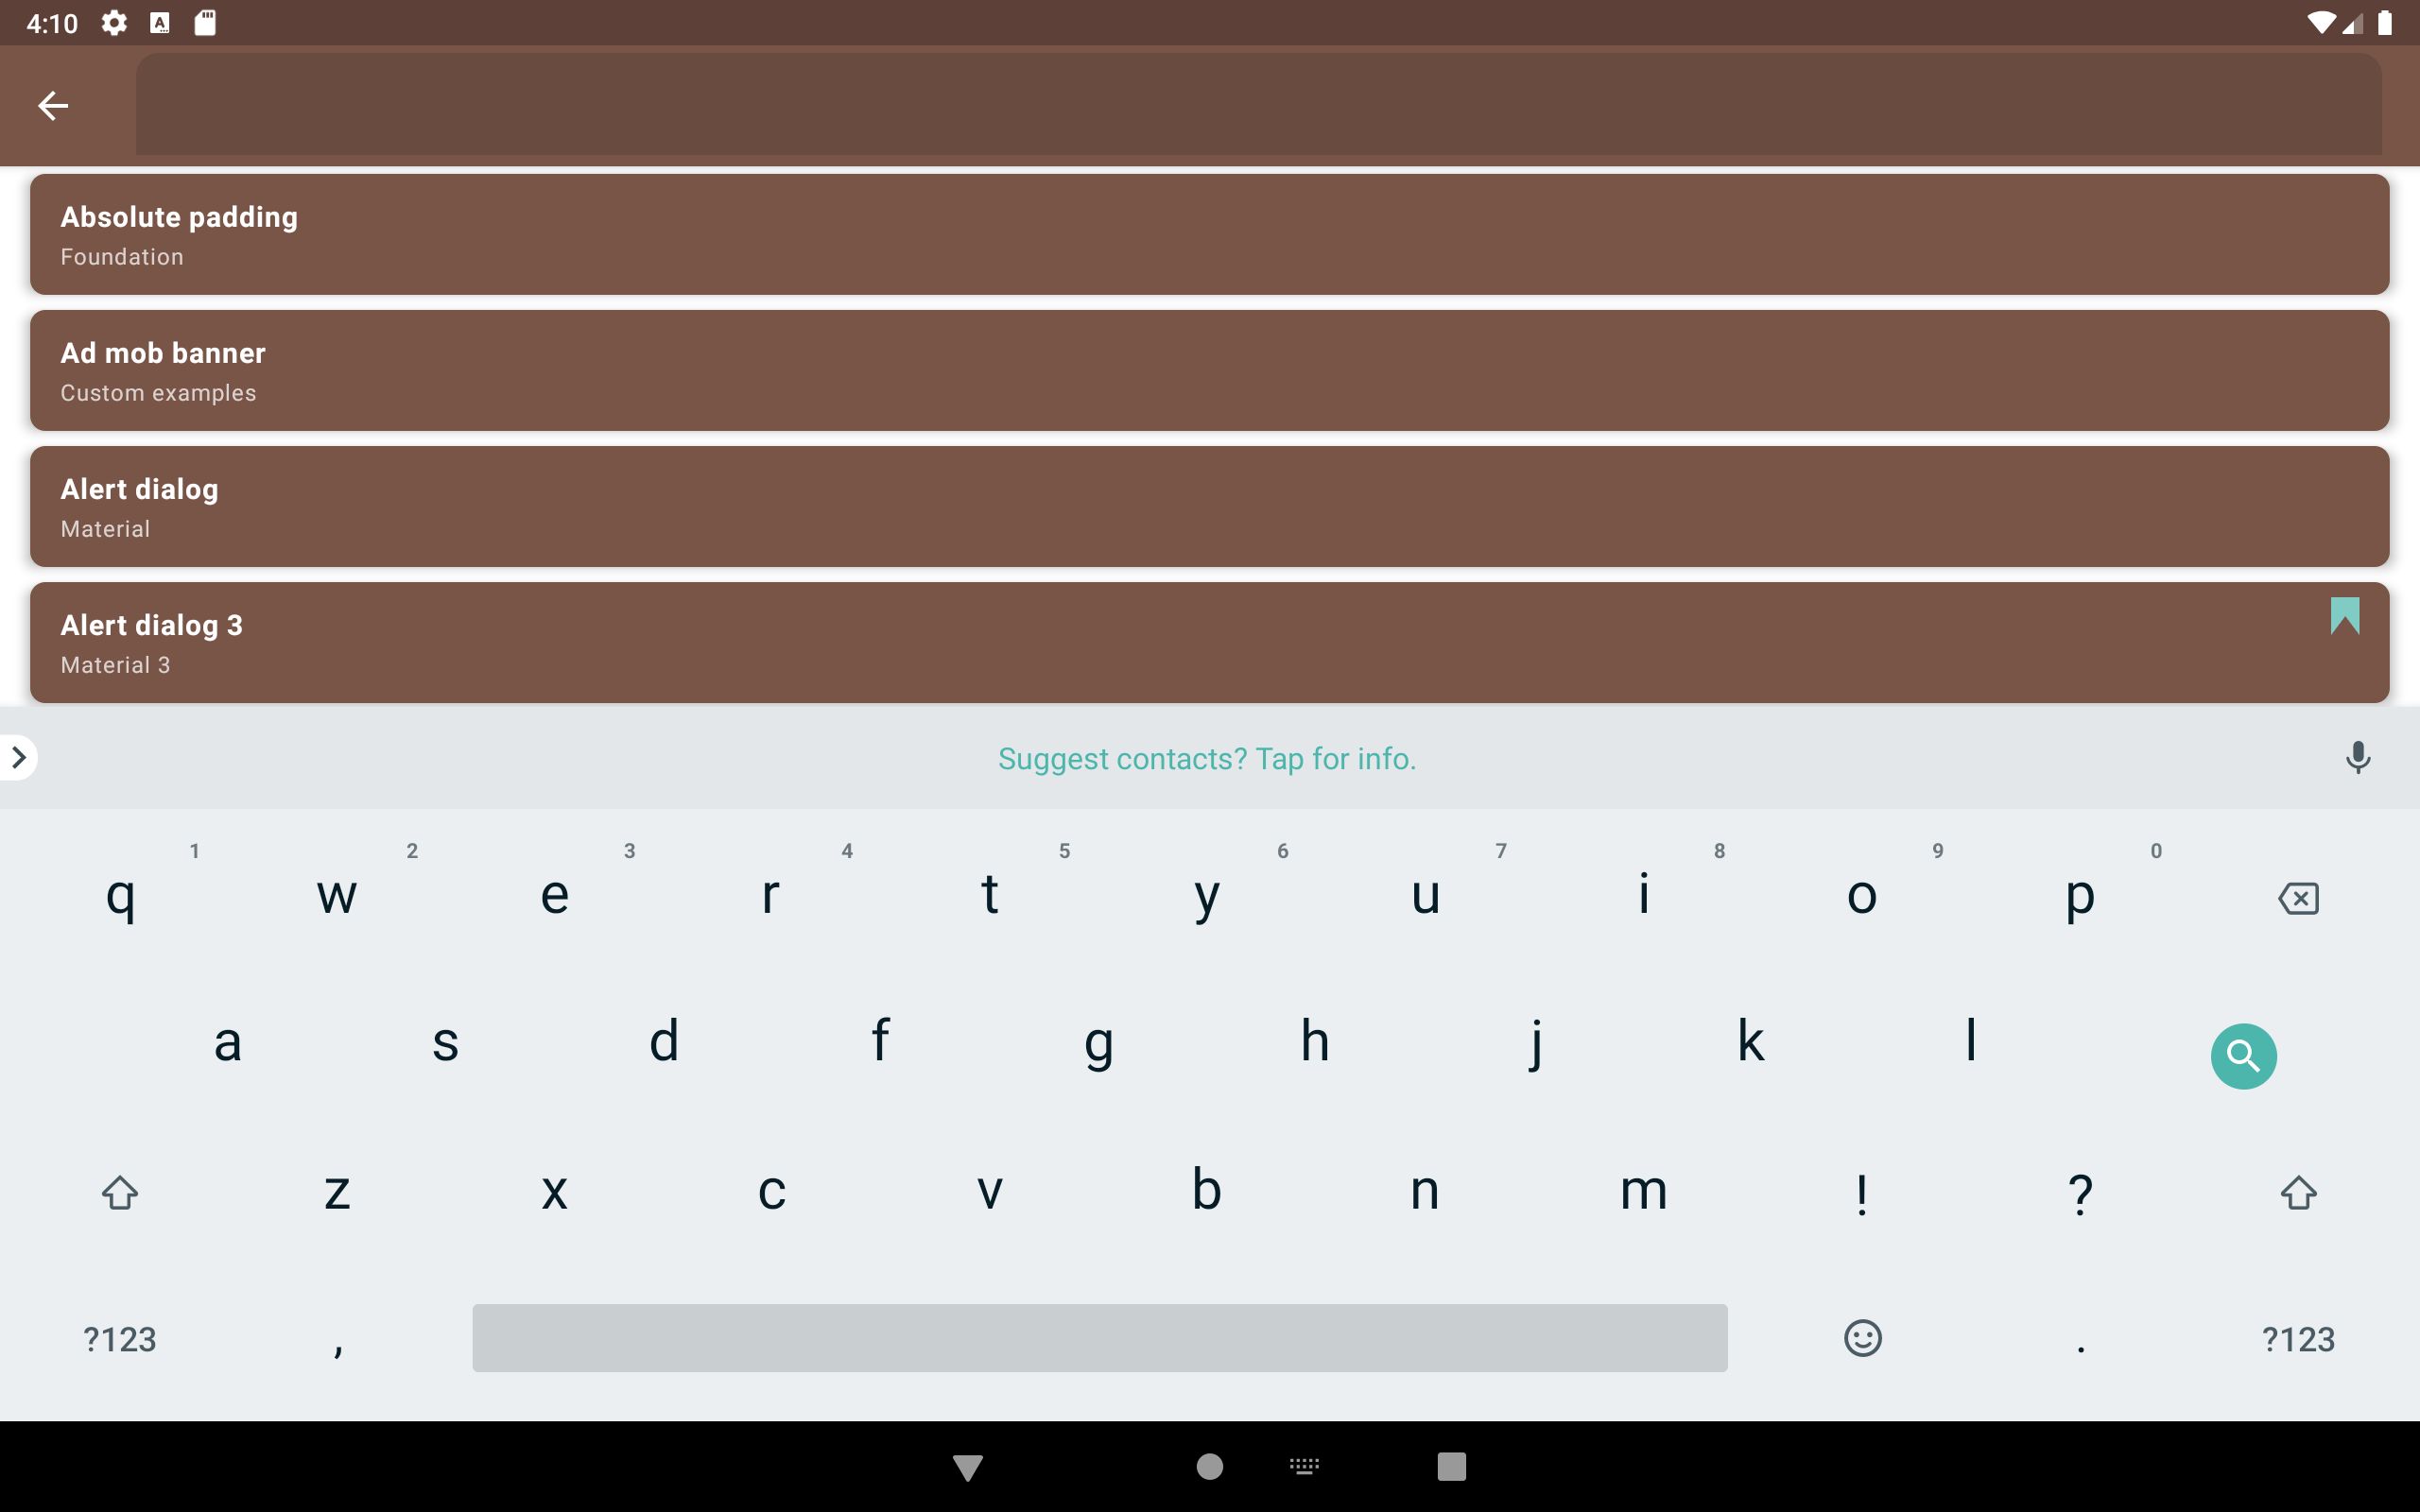 4:10
Absolute padding
Foundation
Ad mob banner
Custom examples
Alert dialog
Material
Alert dialog 3
Material 3
Suggest contacts? Tap for info.
1 2 3 4 5 6 7 8 9 0
q w e r t y u i o p
a s d f g h j k l
z x c v b n m ! ?
?123 , . ?123